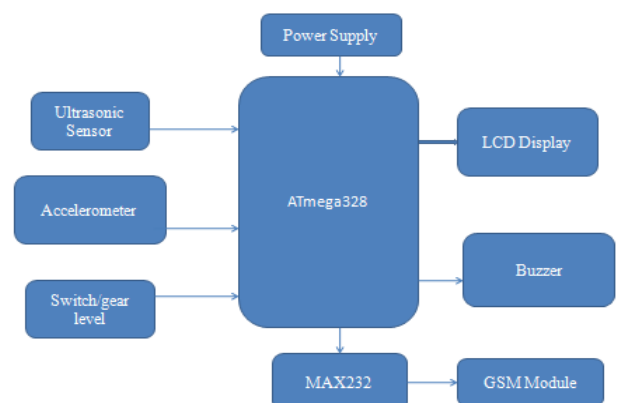 Power Supply
Ultrasonic
Sensor
LCD Display
ATmega328
Accelerometer
Buzzer
Switch/gear
level
MAX232
GSM Module